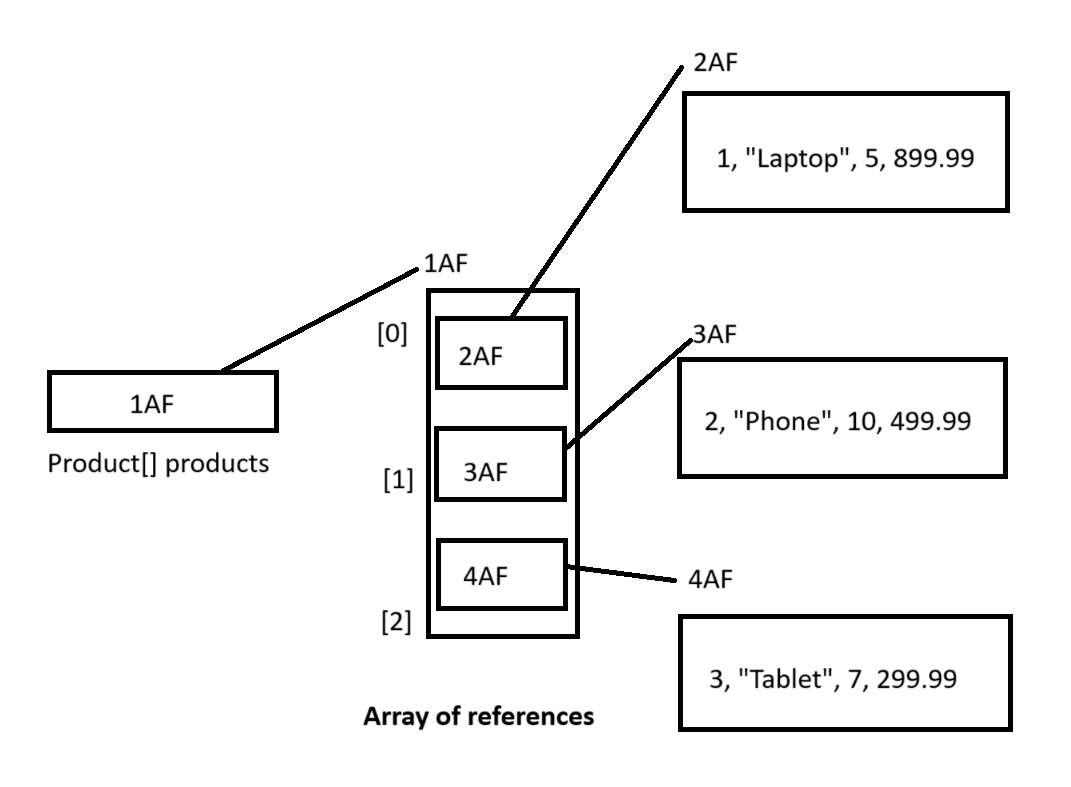 2AF
1, "Laptop", 5, 899.99
1AF
[0]
2AF
3AF
1AF
2, "Phone", 10, 499.99
Product[] products
[1]
3AF
4AF
4AF
[2]
3, "Tablet", 7, 299.99
Array of references